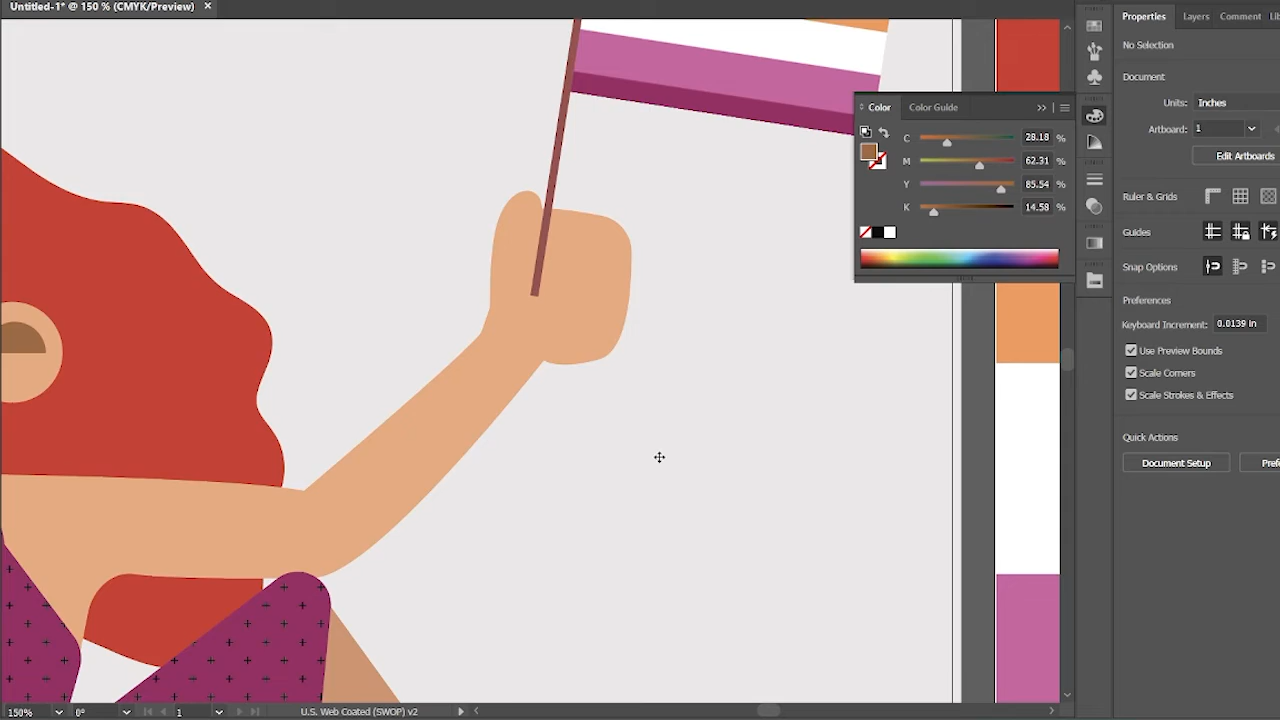 Untitled-1* @ 150 % (CMYK/Preview) ×
Properties Layers Comment Lib
No Selection
Document
Units: Inches
Artboard: 1
Edit Artboards
Ruler & Grids
Guides
Snap Options
Preferences
Keyboard Increment: 0.0139 in
Use Preview Bounds
Scale Corners
Scale Strokes & Effects
Quick Actions
Document Setup Pref
Color Color Guide
C 28.18 %
M 62.31 %
Y 85.54 %
K 14.58 %
150% 0° 1 U.S. Web Coated (SWOP) v2